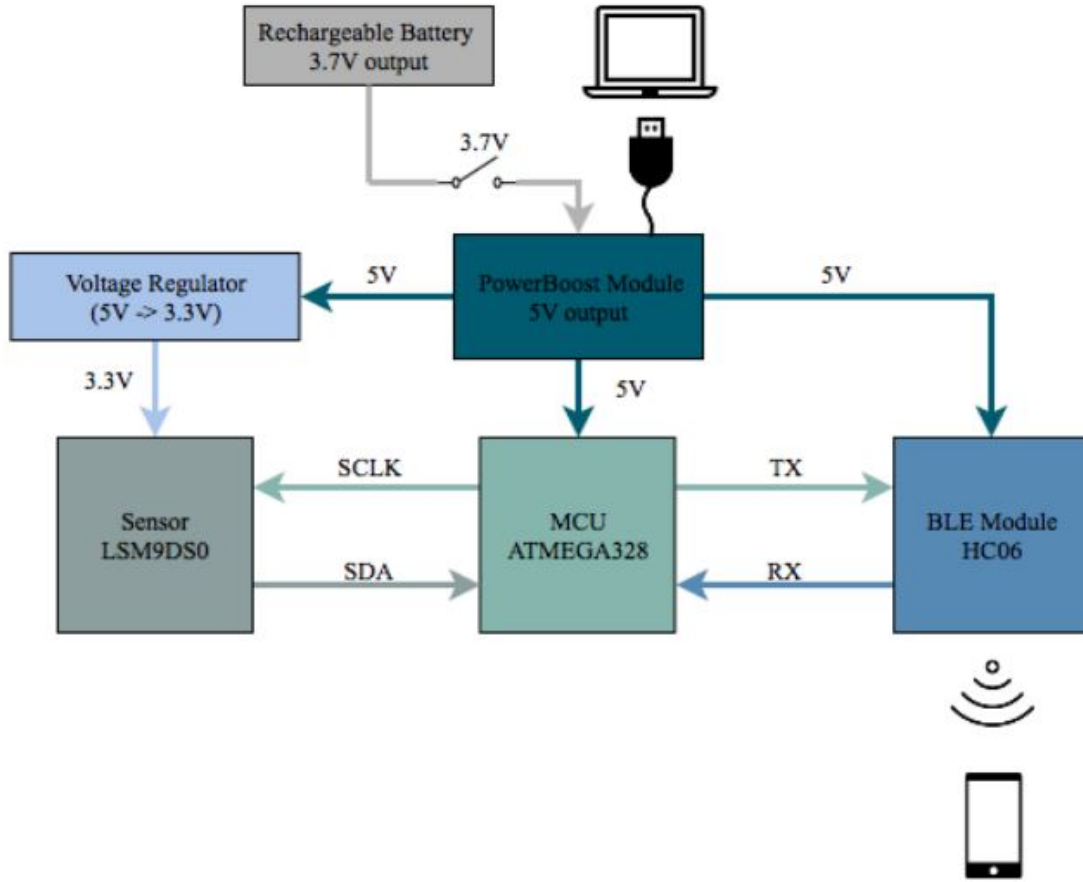 Rechargeable Battery
3.7V output
3.7V
Voltage Regulator
(5V -> 3.3V)
5V
PowerBoost Module
5V output
5V
3.3V
5V
Sensor
LSM9DS0
SCLK
SDA
MCU
ATMEGA328
TX
RX
BLE Module
HC06